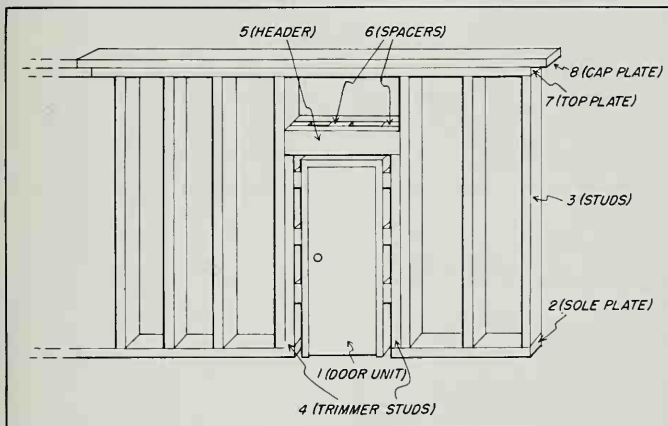 5 (HEADER)
6 (SPACERS)
8 (CAP PLATE)
7 (TOP PLATE)
3 (STUDS)
2 (SOLE PLATE)
1 (DOOR UNIT)
4 (TRIMMER STUDS)